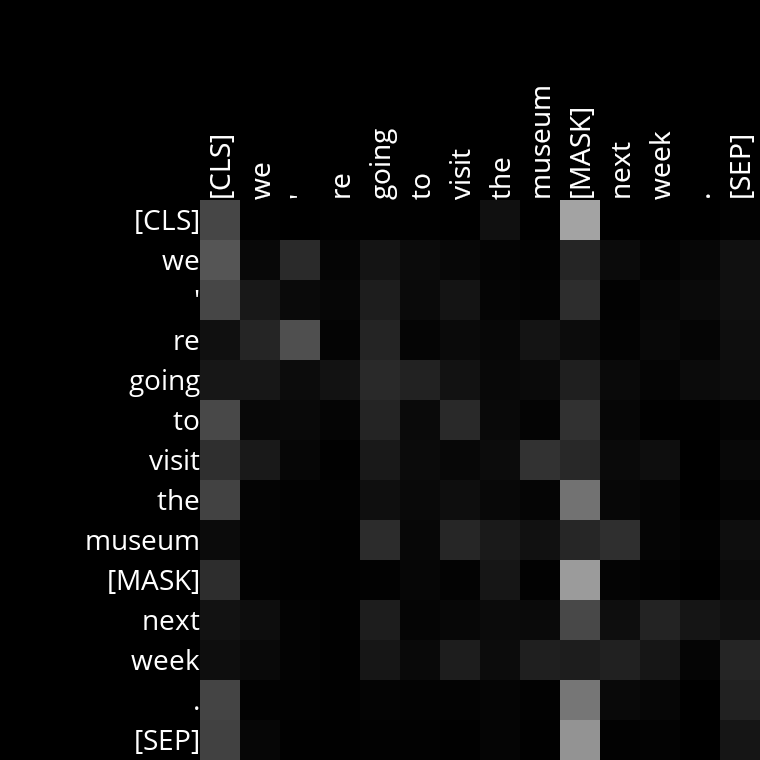 [CLS] we ' re going to visit the museum [MASK] next week . [SEP]
[CLS]
we
'
re
going
to
visit
the
museum
[MASK]
next
week
.
[SEP]